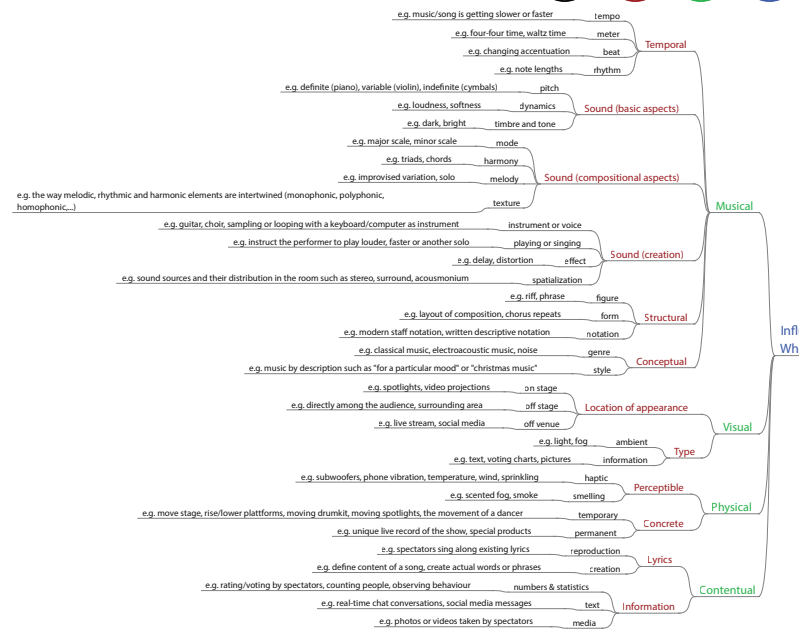 e.g. music/song is getting slower or faster tempo
e.g. four-four time, waltz time meter
Temporal
e.g. changing accentuation beat
e.g. note lengths rhythm
e.g. definite (piano), variable (violin), indefinite (cymbals) pitch
e.g. loudness, softness dynamics
Sound (basic aspects)
e.g. dark, bright timbre and tone
e.g. major scale, minor scale mode
e.g. triads, chords harmony
e.g. improvised variation, solo melody
Sound (compositional aspects)
e.g. the way melodic, rhythmic and harmonic elements are intertwined (monophonic, polyphonic,
homophonic,...)
texture
Musical
e.g. guitar, choir, sampling or looping with a keyboard/computer as instrument instrument or voice
e.g. instruct the performer to play louder, faster or another solo playing or singing
Sound (creation)
e.g. delay, distortion effect
e.g. sound sources and their distribution in the room such as stereo, surround, acousmonium spatialization
e.g. riff, phrase figure
e.g. layout of composition, chorus repeats form
Structural
e.g. modern staff notation, written descriptive notation notation
Infl
Wh
e.g. classical music, electroacoustic music, noise genre
Conceptual
e.g. music by description such as "for a particular mood" or "christmas music" style
e.g. spotlights, video projections on stage
e.g. directly among the audience, surrounding area off stage
Location of appearance
e.g. live stream, social media off venue
Visual
e.g. light, fog ambient
Type
e.g. text, voting charts, pictures information
e.g. subwoofers, phone vibration, temperature, wind, sprinkling haptic
Perceptible
e.g. scented fog, smoke smelling
Physical
e.g. move stage, rise/lower plattforms, moving drumkit, moving spotlights, the movement of a dancer temporary
Concrete
e.g. unique live record of the show, special products permanent
e.g. spectators sing along existing lyrics reproduction
Lyrics
e.g. define content of a song, create actual words or phrases creation
e.g. rating/voting by spectators, counting people, observing behaviour numbers & statistics
Contentual
e.g. real-time chat conversations, social media messages text
Information
e.g. photos or videos taken by spectators media